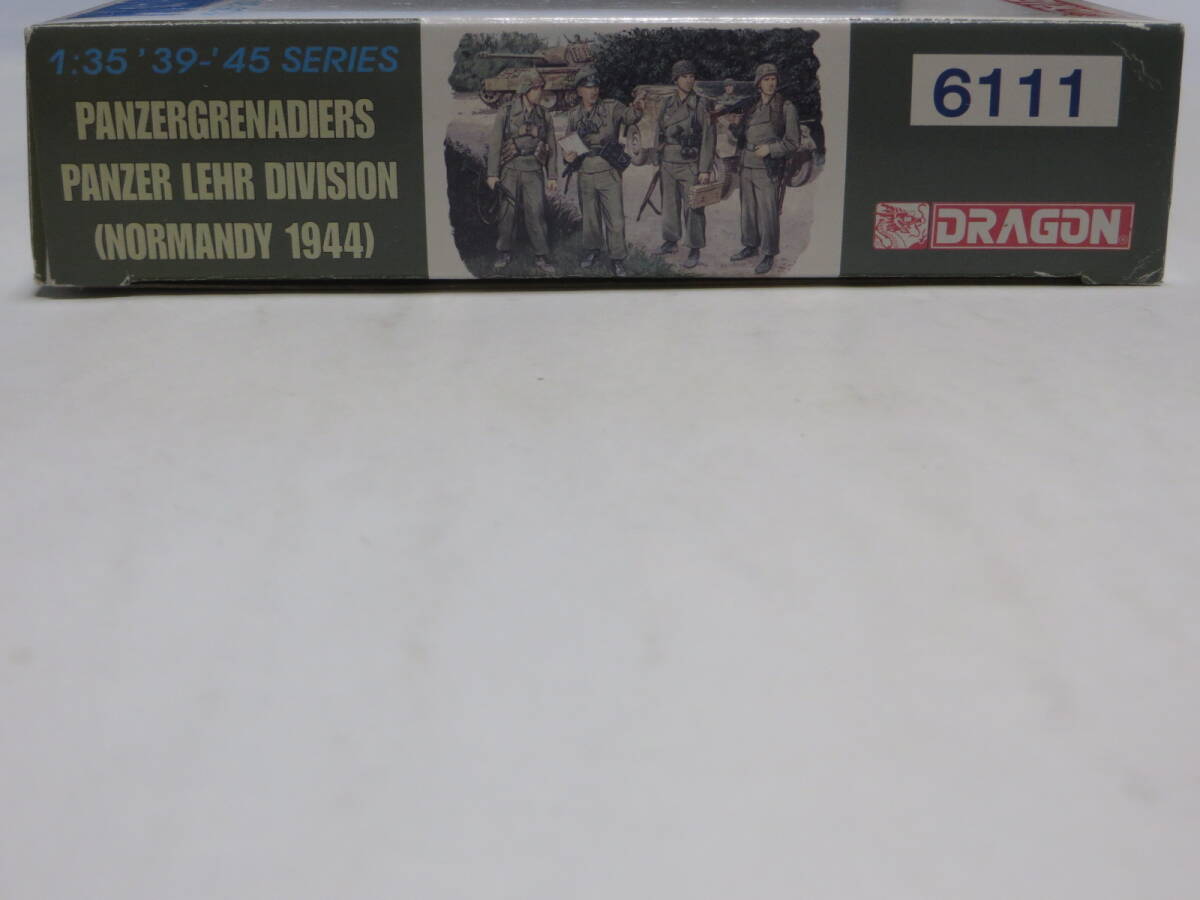 1:35 '39-'45 SERIES
PANZERGRENADIERS
PANZER LEHR DIVISION
(NORMANDY 1944)
6111
DRAGON